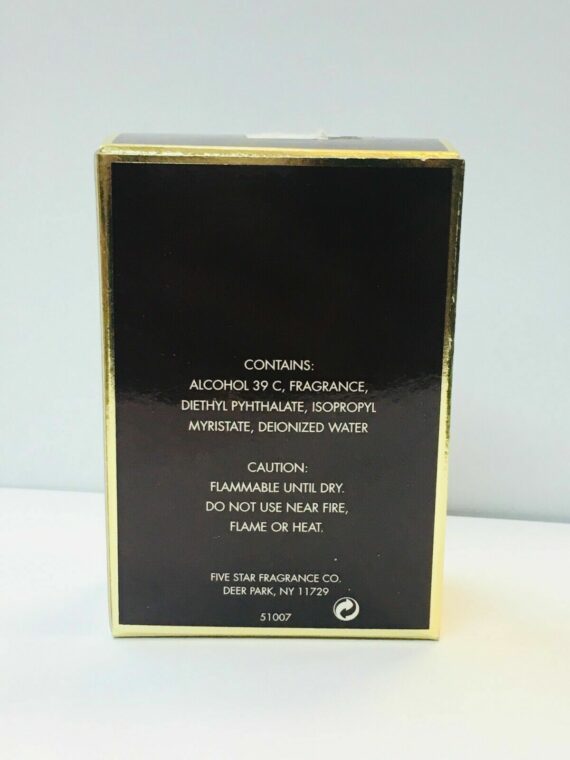 CONTAINS:
ALCOHOL 39 C, FRAGRANCE,
DIETHYL PYHTHALATE, ISOPROPYL
MYRISTATE, DEIONIZED WATER
CAUTION:
FLAMMABLE UNTIL DRY.
DO NOT USE NEAR FIRE,
FLAME OR HEAT.
FIVE STAR FRAGRANCE CO.
DEER PARK, NY 11729
51007